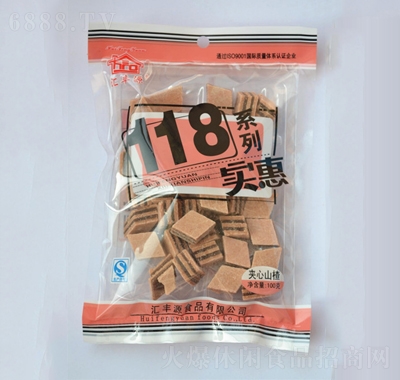 6888.TV
通过ISO9001国际质量体系认证企业
118
系列
实惠
夹心山楂
净含量:100克
汇丰源食品有限公司
Huifengyuan foods Co.,Ltd.
火爆休闲食品招商网